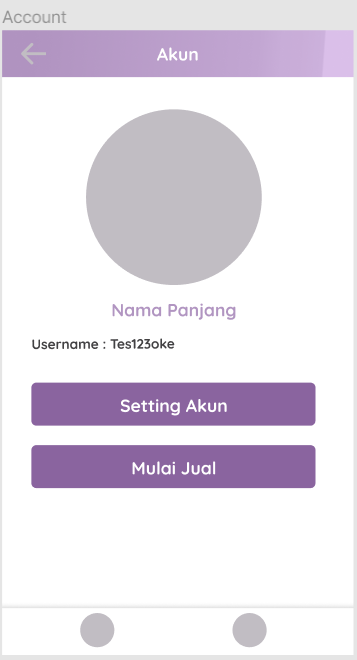 Account
Akun
Nama Panjang
Username : Tes123oke
Setting Akun
Mulai Jual